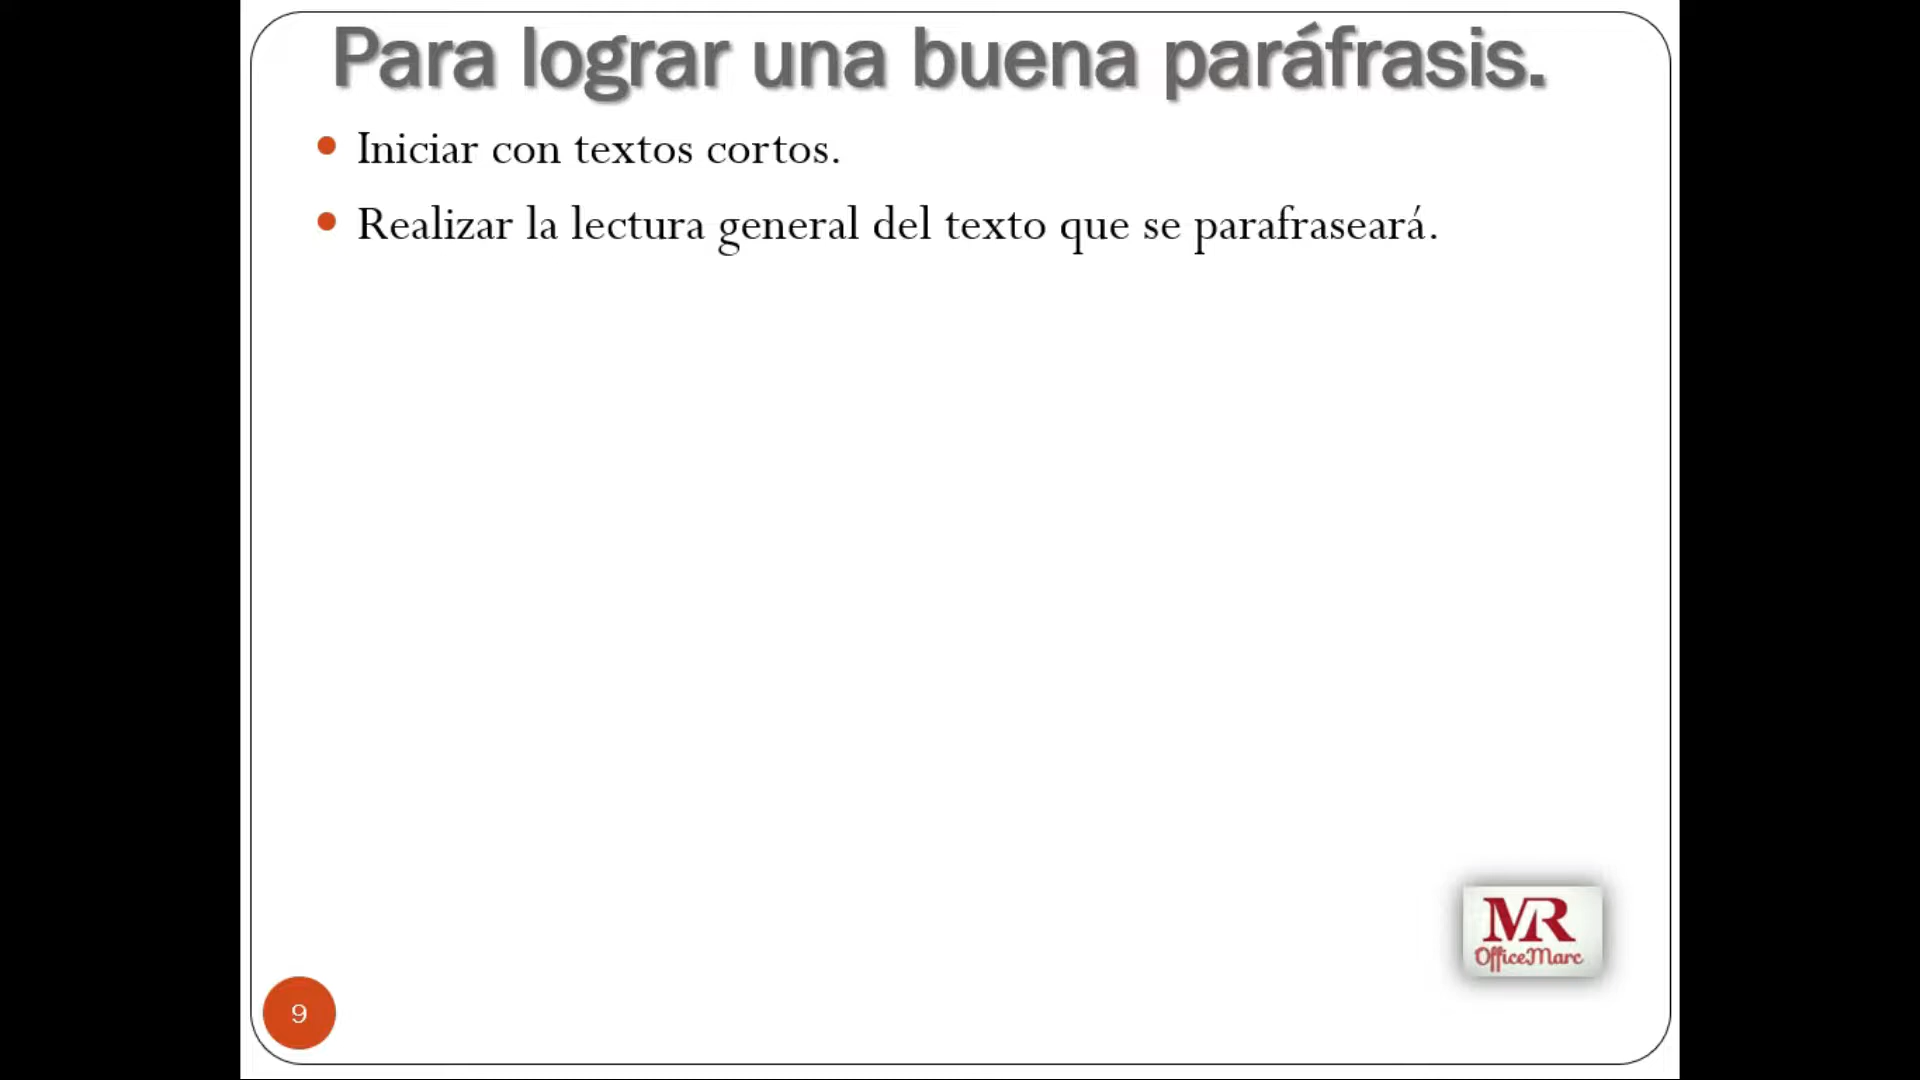 Para lograr una buena paráfrasis.
Iniciar con textos cortos.
Realizar la lectura general del texto que se parafraseará.
MR
OfficeMarc
9